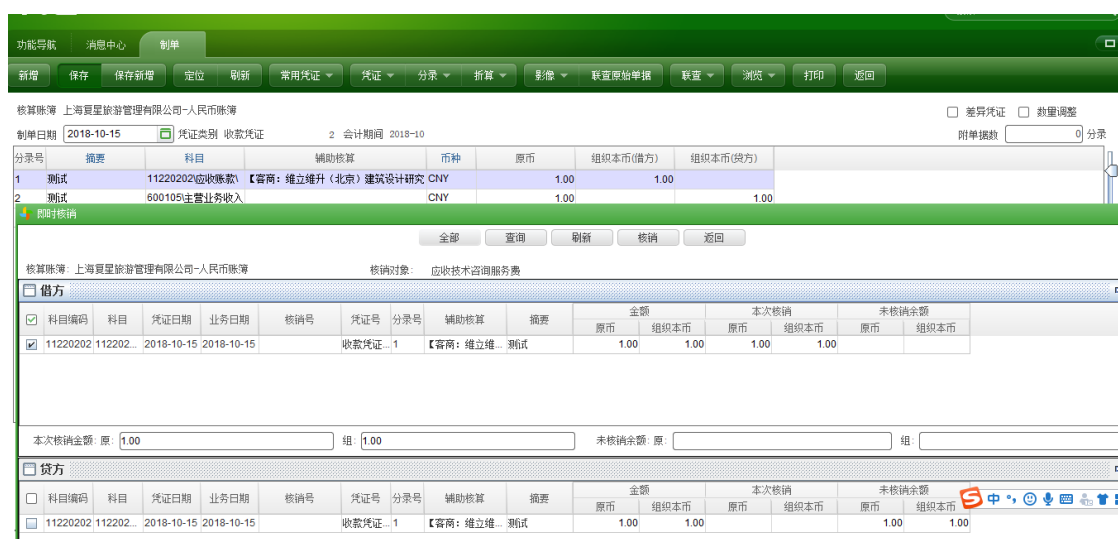 功能导航 消息中心 制单
新增 保存 保存新增 定位 刷新 常用凭证 凭证 分录 折算 影像 联查原始单据 联查 浏览 打印 返回
核算账簿 上海夏星旅游管理有限公司-人民币账簿 差异凭证 数量调整
制单日期 2018-10-15 凭证类别 收款凭证 2 会计期间 2018-10 附单据数 0 分录
分录号 摘要 科目 辅助核算 币种 原币 组织本币(借方) 组织本币(贷方)
1 测试 11220202\应收账款\ 【客商：维立维升（北京）建筑设计研究 CNY 1.00 1.00
2 测试 600105\主营业务收入 CNY 1.00 1.00
即时核销
全部 查询 刷新 核销 返回
核算账簿: 上海夏星旅游管理有限公司-人民币账簿 核销对象: 应收技术咨询服务费
借方
科目编码 科目 凭证日期 业务日期 核销号 凭证号 分录号 辅助核算 摘要 金额 本次核销 未核销余额
原币 组织本币 原币 组织本币 原币 组织本币
11220202 112202... 2018-10-15 2018-10-15 收款凭证... 1 【客商：维立维... 测试 1.00 1.00 1.00 1.00
本次核销金额: 原: 1.00 组: 1.00 未核销余额: 原: 组:
贷方
科目编码 科目 凭证日期 业务日期 核销号 凭证号 分录号 辅助核算 摘要 金额 本次核销 未核销余额
原币 组织本币 原币 组织本币 原币 组织本币
中
11220202 112202... 2018-10-15 2018-10-15 收款凭证... 1 【客商：维立维... 测试 1.00 1.00 1.00 1.00